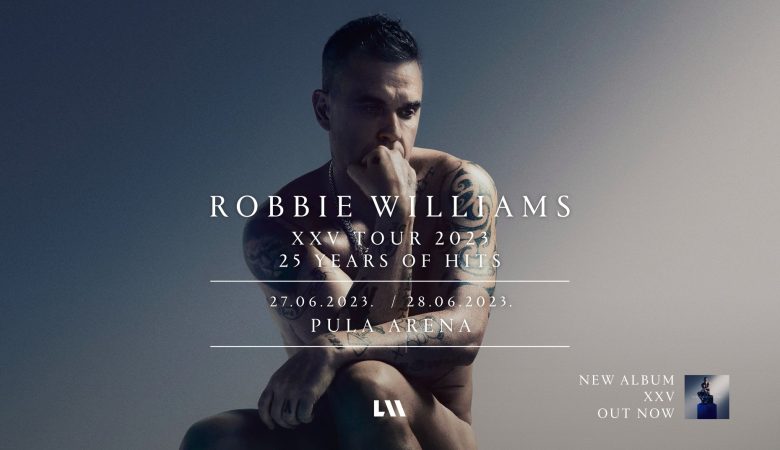 ROBBIE WILLIAMS
XXV TOUR 2023
25 YEARS OF HITS
27.06.2023. / 28.06.2023.
PULA ARENA
NEW ALBUM
XXV
OUT NOW